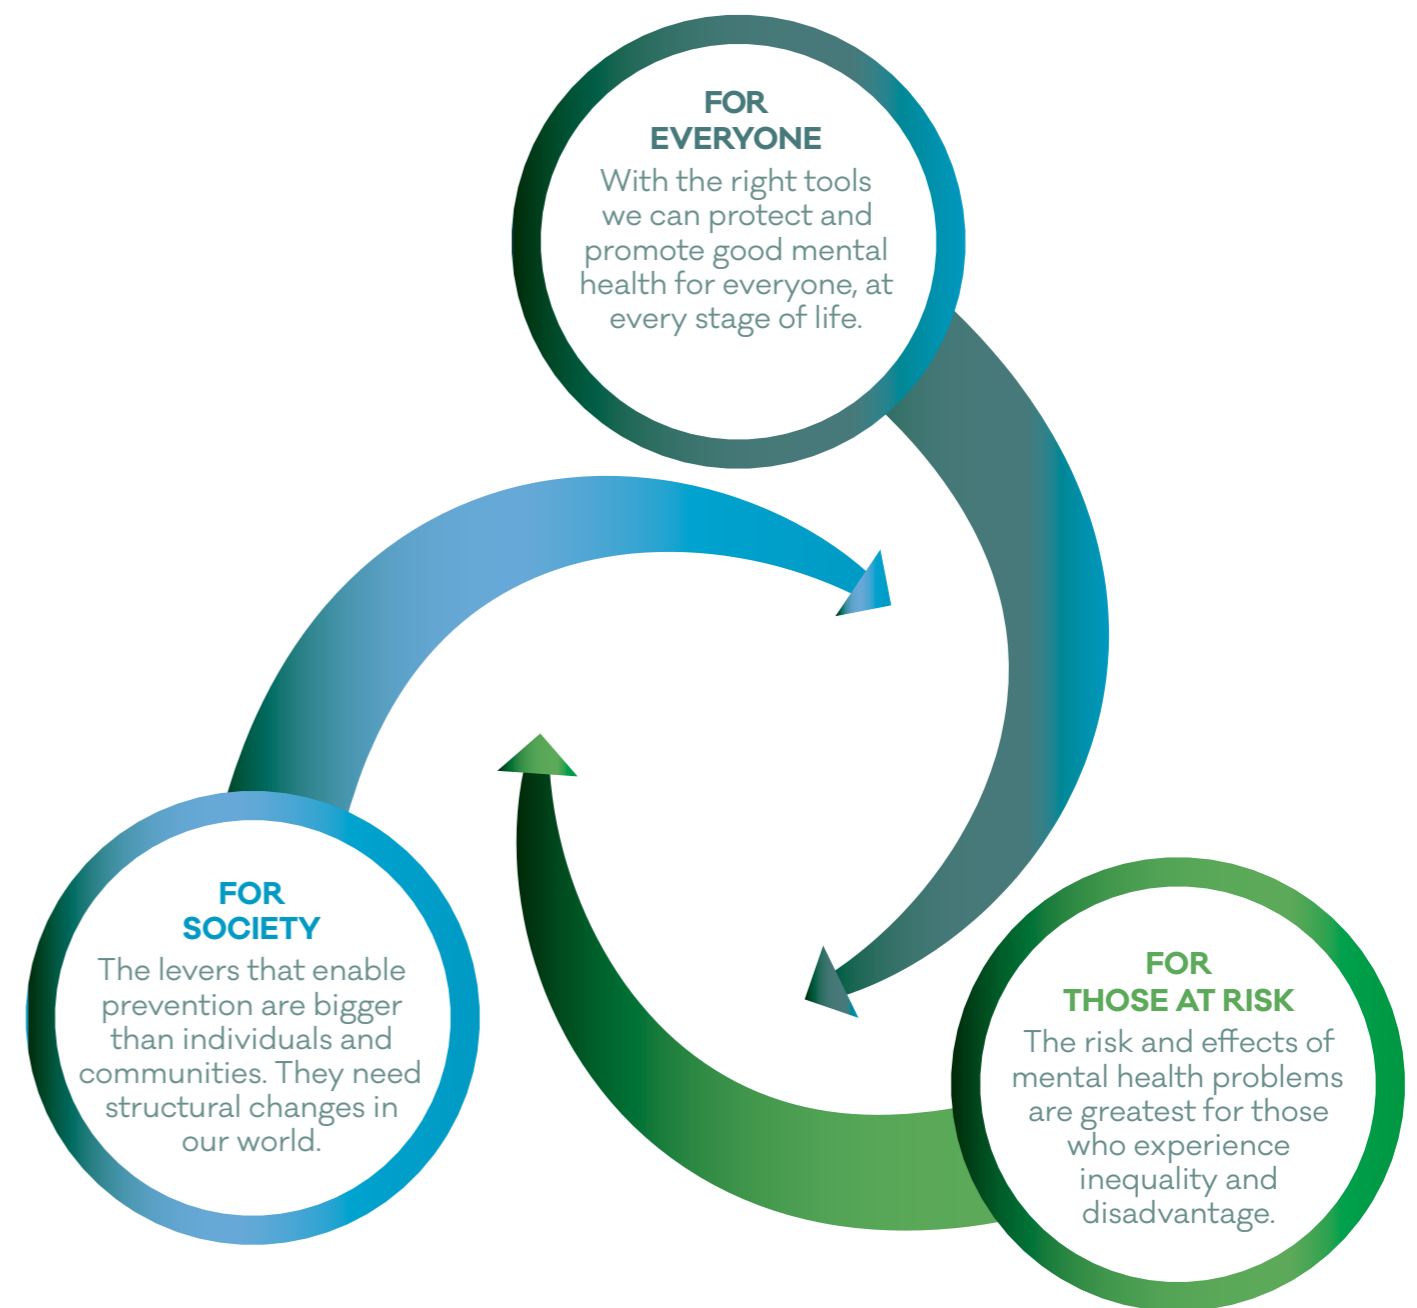 FOR
EVERYONE
With the right tools
we can protect and
promote good mental
health for everyone, at
every stage of life.
FOR
SOCIETY
The levers that enable
prevention are bigger
than individuals and
communities. They need
structural changes in
our world.
FOR
THOSE AT RISK
The risk and effects of
mental health problems
are greatest for those
who experience
inequality and
disadvantage.